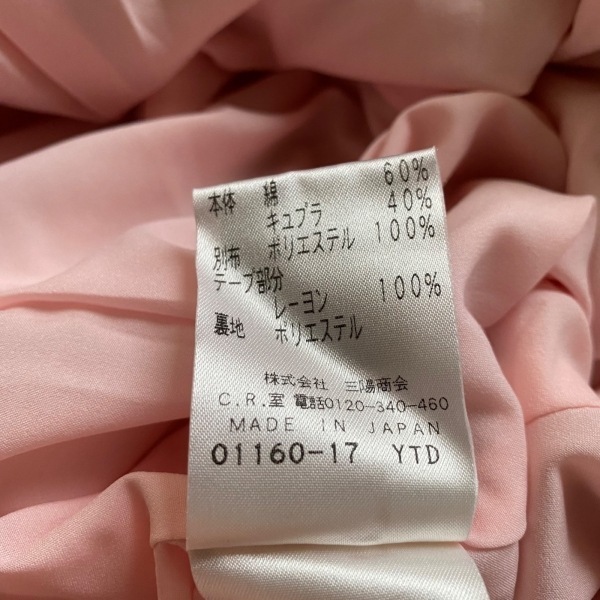 本体 綿 60%
キュプラ 40%
別布 ポリエステル 100%
テープ部分
レーヨン 100%
裏地 ポリエステル
株式会社 三陽商会
C.R.室 電話0120-340-460
MADE IN JAPAN
01160-17 YTD